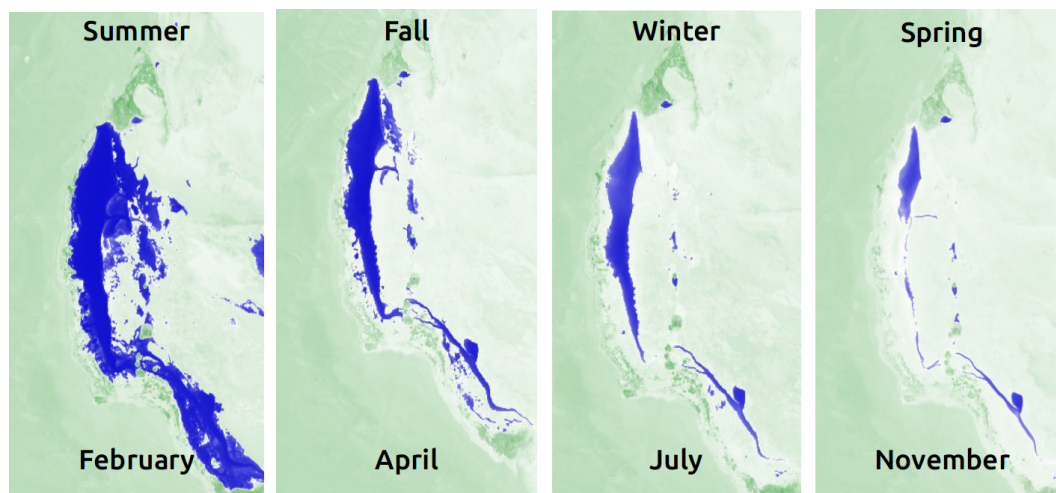 Summer
Fall
Winter
Spring
February
April
July
November